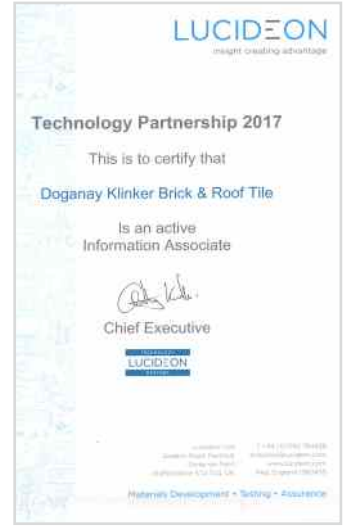 LUCIDEON
insight creating advantage
Technology Partnership 2017
This is to certify that
Doganay Klinker Brick & Roof Tile
Is an active
Information Associate
Chief Executive
TECHNOLOGY
LUCIDEON
Materials Development • Testing • Assurance